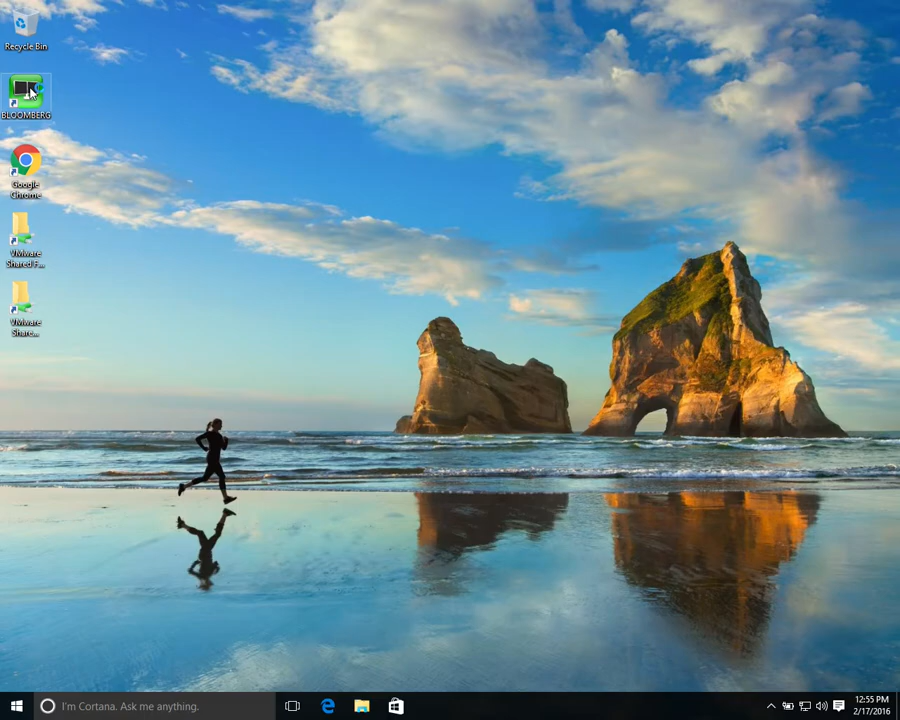 Recycle Bin
BLOOMBERG
Google
Chrome
VMware
Shared F...
VMware
Share...
I'm Cortana. Ask me anything.
12:55 PM
2/17/2016